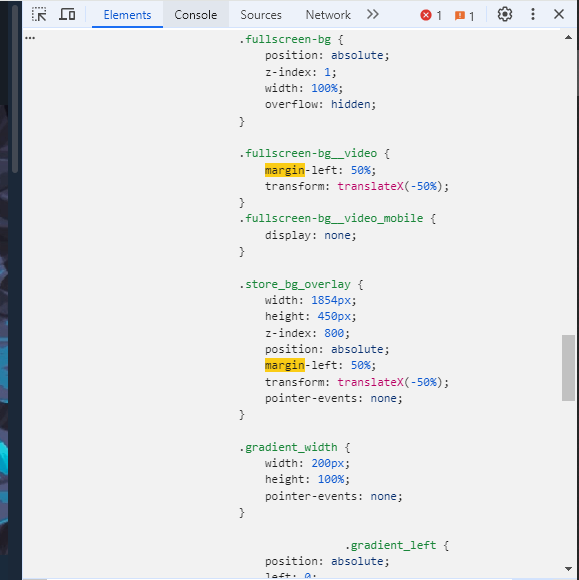 Elements Console Sources Network 1 1
...
.fullscreen-bg {
position: absolute;
z-index: 1;
width: 100%;
overflow: hidden;
}
.fullscreen-bg__video {
margin-left: 50%;
transform: translateX(-50%);
}
.fullscreen-bg__video_mobile {
display: none;
}
.store_bg_overlay {
width: 1854px;
height: 450px;
z-index: 800;
position: absolute;
margin-left: 50%;
transform: translateX(-50%);
pointer-events: none;
}
.gradient_width {
width: 200px;
height: 100%;
pointer-events: none;
}
.gradient_left {
position: absolute;
left: 0;